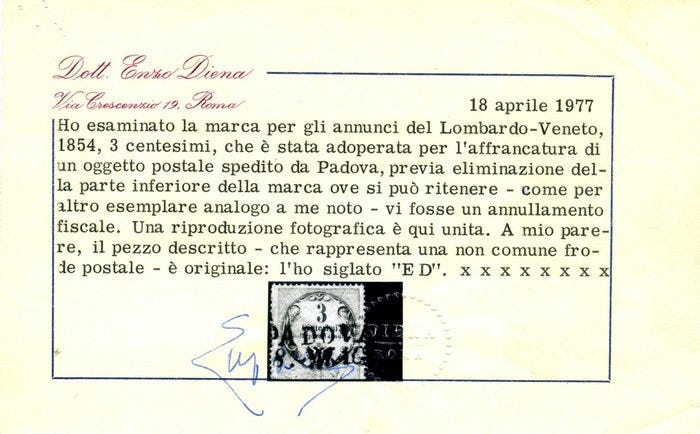 Dott. Enzo Diena
Via Crescenzio 19. Roma
18 aprile 1977
Ho esaminato la marca per gli annunci del Lombardo-Veneto,
1854, 3 centesimi, che è stata adoperata per l'affrancatura di
un oggetto postale spedito da Padova, previa eliminazione del-
la parte inferiore della marca ove si può ritenere - come per
altro esemplare analogo a me noto - vi fosse un annullamento
fiscale. Una riproduzione fotografica è qui unita. A mio pare-
re, il pezzo descritto - che rappresenta una non comune fro-
de postale - è originale: l'ho siglato "E D". x x x x x x x x
3
PADOVA
DIENA
ROMA